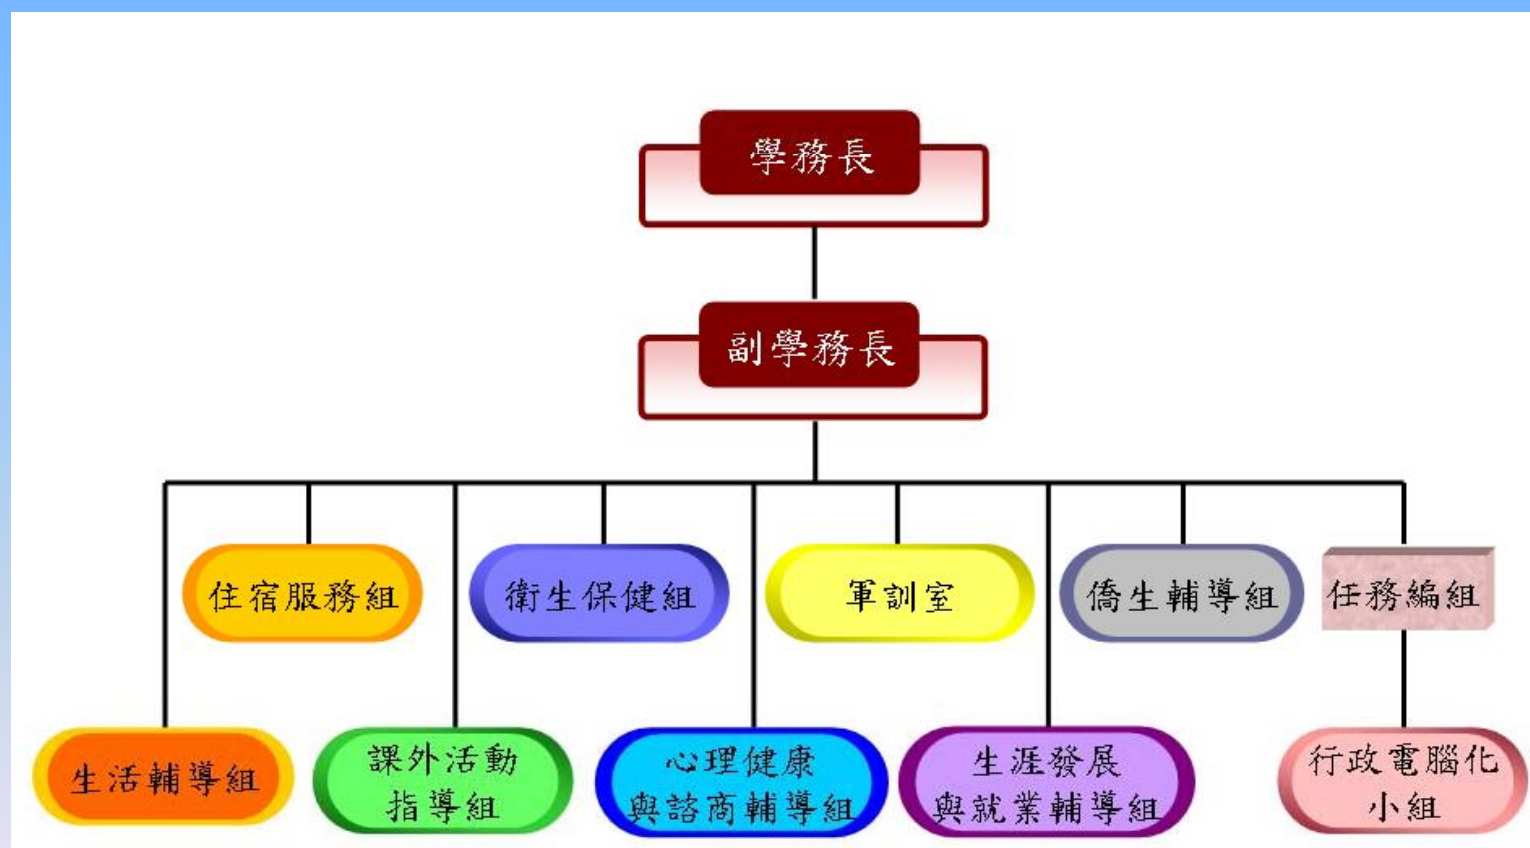 學務長
副學務長
住宿服務組
衛生保健組
軍訓室
僑生輔導組
任務編組
生活輔導組
課外活動
指導組
心理健康
與諮商輔導組
生涯發展
與就業輔導組
行政電腦化
小組